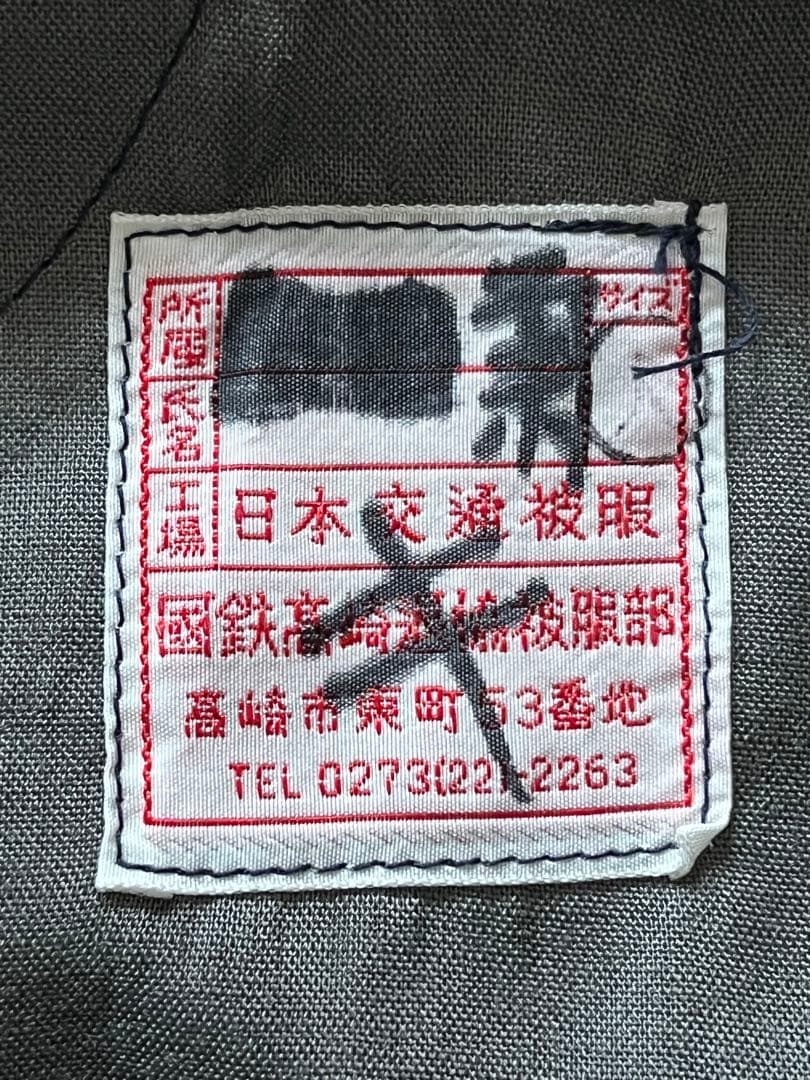 所属
サイズ
氏名
工場 日本交通被服
國鉄高崎 被服部
高崎市東町53番地
TEL 0273(22)-2263